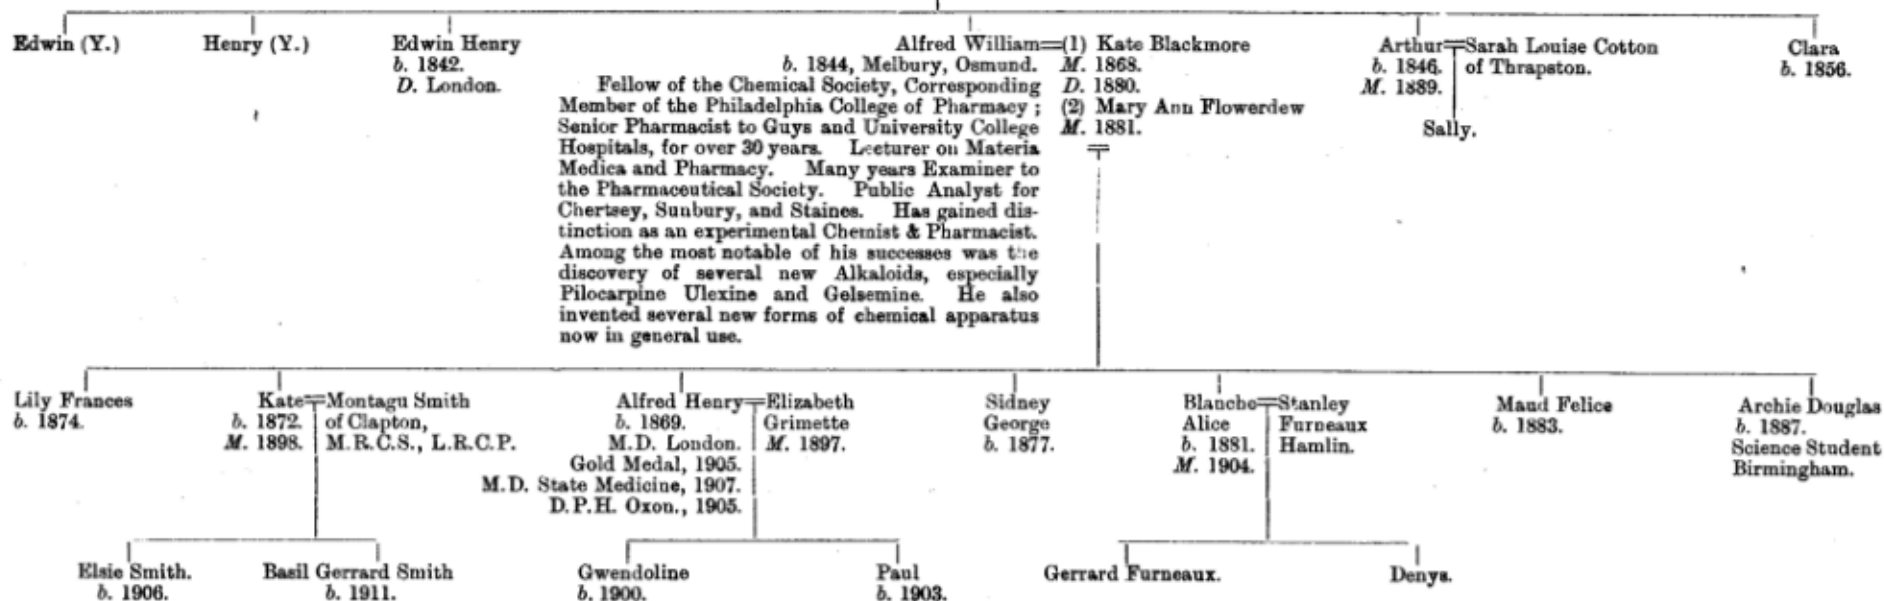 Edwin (Y.)
Henry (Y.)
Edwin Henry
b. 1842.
D. London.
Alfred William=(1) Kate Blackmore
b. 1844, Melbury, Osmund. M. 1868.
Fellow of the Chemical Society, Corresponding D. 1880.
Member of the Philadelphia College of Pharmacy; (2) Mary Ann Flowerdew
Senior Pharmacist to Guys and University College M. 1881.
Hospitals, for over 30 years. Lecturer on Materia
Medica and Pharmacy. Many years Examiner to
the Pharmaceutical Society. Public Analyst for
Chertsey, Sunbury, and Staines. Has gained dis-
tinction as an experimental Chemist & Pharmacist.
Among the most notable of his successes was the
discovery of several new Alkaloids, especially
Pilocarpine Ulexine and Gelsemine. He also
invented several new forms of chemical apparatus
now in general use.
Arthur=Sarah Louise Cotton
b. 1846. of Thrapston.
M. 1889.
Sally.
Clara
b. 1856.
Lily Frances
b. 1874.
Kate=Montagu Smith
b. 1872. of Clapton,
M. 1898. M.R.C.S., L.R.C.P.
Alfred Henry=Elizabeth
b. 1869. Grimette
M.D. London. M. 1897.
Gold Medal, 1905.
M.D. State Medicine, 1907.
D.P.H. Oxon., 1905.
Sidney
George
b. 1877.
Blanche=Stanley
Alice Furneaux
b. 1881. Hamlin.
M. 1904.
Maud Felice
b. 1883.
Archie Douglas
b. 1887.
Science Student
Birmingham.
Elsie Smith.
b. 1906.
Basil Gerrard Smith
b. 1911.
Gwendoline
b. 1900.
Paul
b. 1903.
Gerrard Furneaux.
Denys.